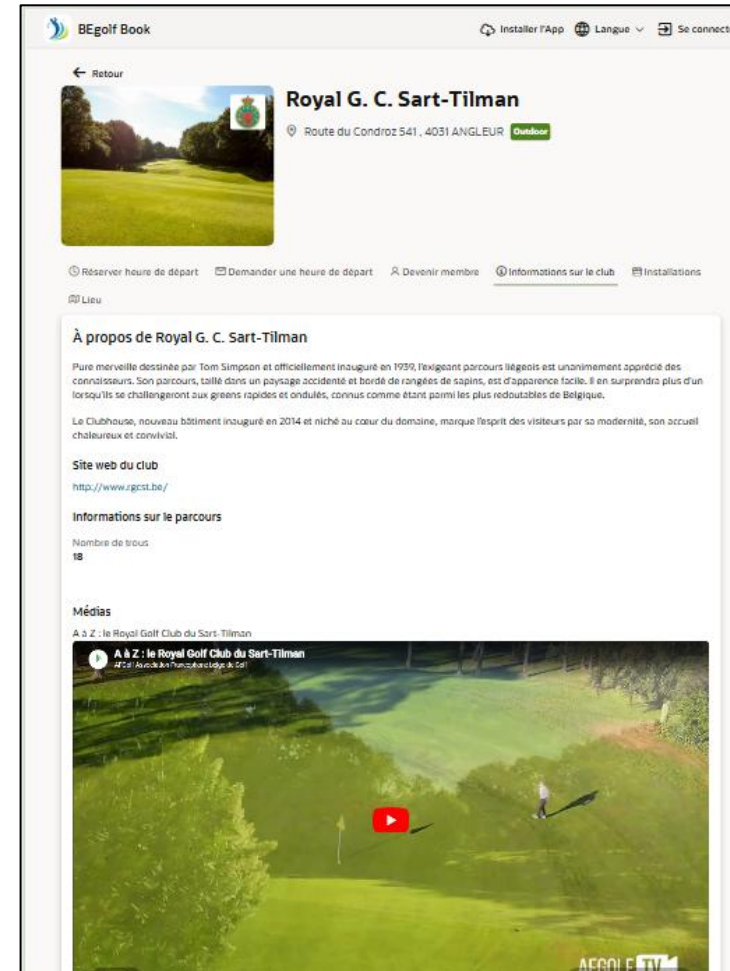 BEgolf Book
Installer l'App
Langue
Se connecte
Retour
Royal G. C. Sart-Tilman
Route du Condroz 541 , 4031 ANGLEUR
Outdoor
Réserver heure de départ
Demander une heure de départ
Devenir membre
Informations sur le club
Installations
Lieu
À propos de Royal G. C. Sart-Tilman
Pure merveille dessinée par Tom Simpson et officiellement inauguré en 1939, l'exigeant parcours liégeois est unanimement apprécié des
connaisseurs. Son parcours, taillé dans un paysage accidenté et bordé de rangées de sapins, est d'apparence facile. Il en surprendra plus d'un
lorsqu'ils se challengeront aux greens rapides et ondulés, connus comme étant parmi les plus redoutables de Belgique.
Le Clubhouse, nouveau bâtiment inauguré en 2014 et niché au cœur du domaine, marque l'esprit des visiteurs par sa modernité, son accueil
chaleureux et convivial.
Site web du club
http://www.rgcst.be/
Informations sur le parcours
Nombre de trous
18
Médias
A à Z : le Royal Golf Club du Sart-Tilman
A à Z : le Royal Golf Club du Sart-Tilman
AFGolf Association Francophone Belge de Golf
AFGOLF TV